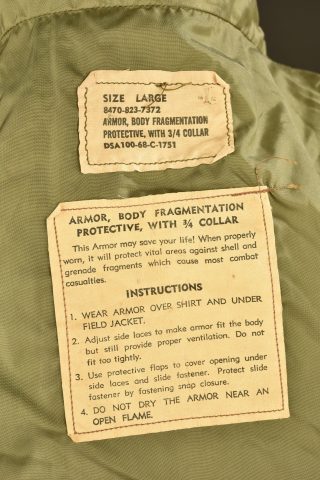 SIZE LARGE
8470-823-7372
ARMOR, BODY FRAGMENTATION
PROTECTIVE, WITH 3/4 COLLAR
DSA100-68-C-1751
ARMOR, BODY FRAGMENTATION
PROTECTIVE, WITH ¾ COLLAR
This Armor may save your life! When properly
worn, it will protect vital areas against shell and
grenade fragments which cause most combat
casualties.
INSTRUCTIONS
1. WEAR ARMOR OVER SHIRT AND UNDER
FIELD JACKET.
2. Adjust side laces to make armor fit the body
but still provide proper ventilation. Do not
fit too tightly.
3. Use protective flaps to cover opening under
side laces and slide fastener. Protect slide
fastener by fastening snap closure.
4. DO NOT DRY THE ARMOR NEAR AN
OPEN FLAME.